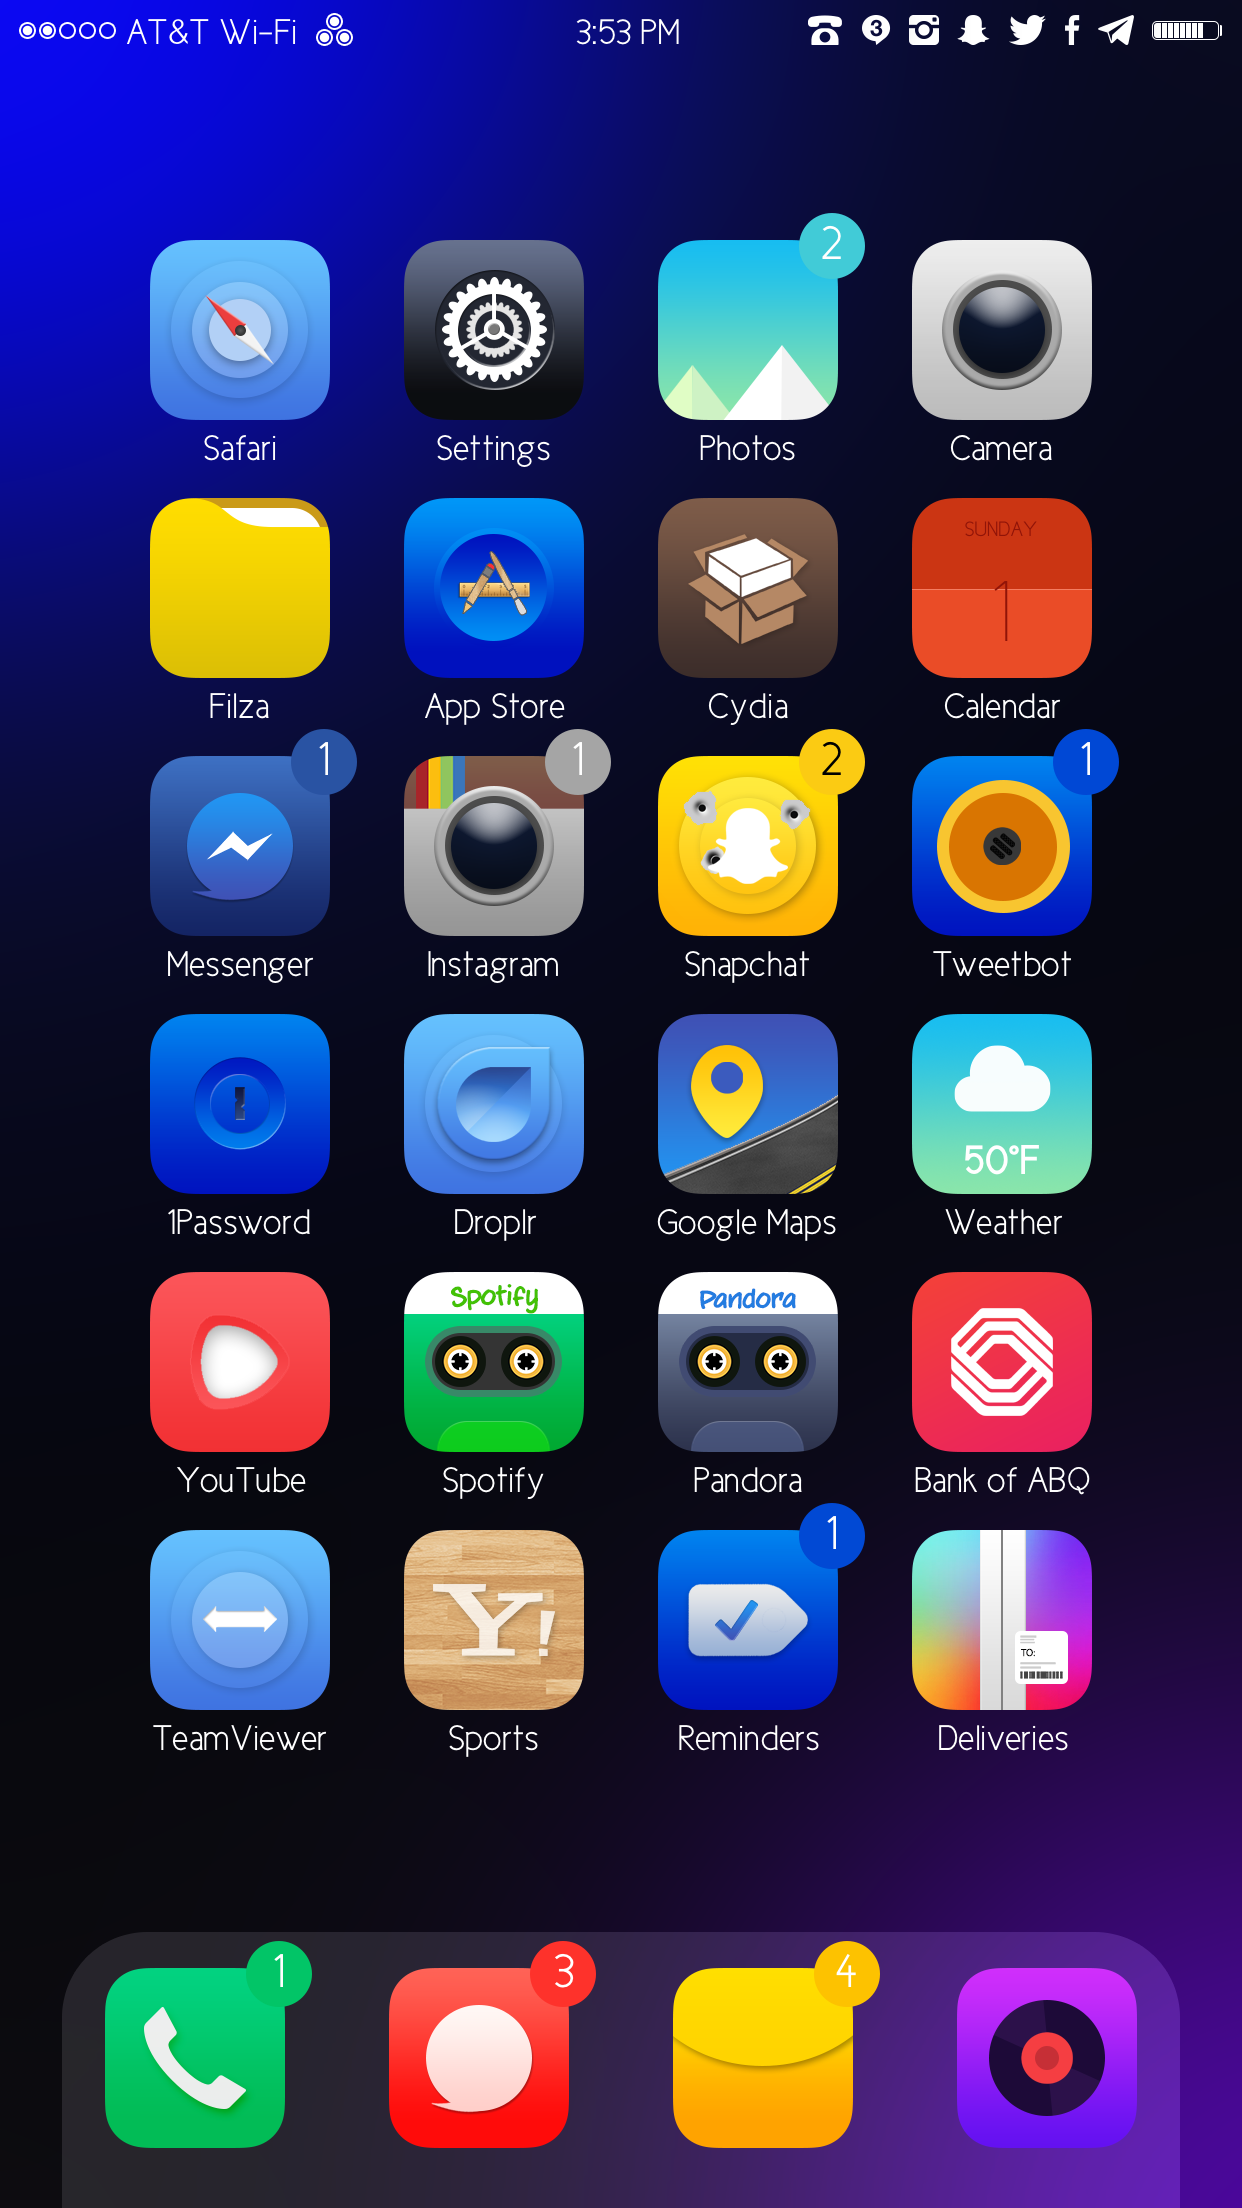 AT&T Wi-Fi 3:53 PM 3
2
Safari Settings Photos Camera
SUNDAY
1
Filza App Store Cydia Calendar
1 1 2 1
Messenger Instagram Snapchat Tweetbot
50°F
1Password Droplr Google Maps Weather
Spotify Pandora
YouTube Spotify Pandora Bank of ABQ
1
Y!
TO:
TeamViewer Sports Reminders Deliveries
1 3 4